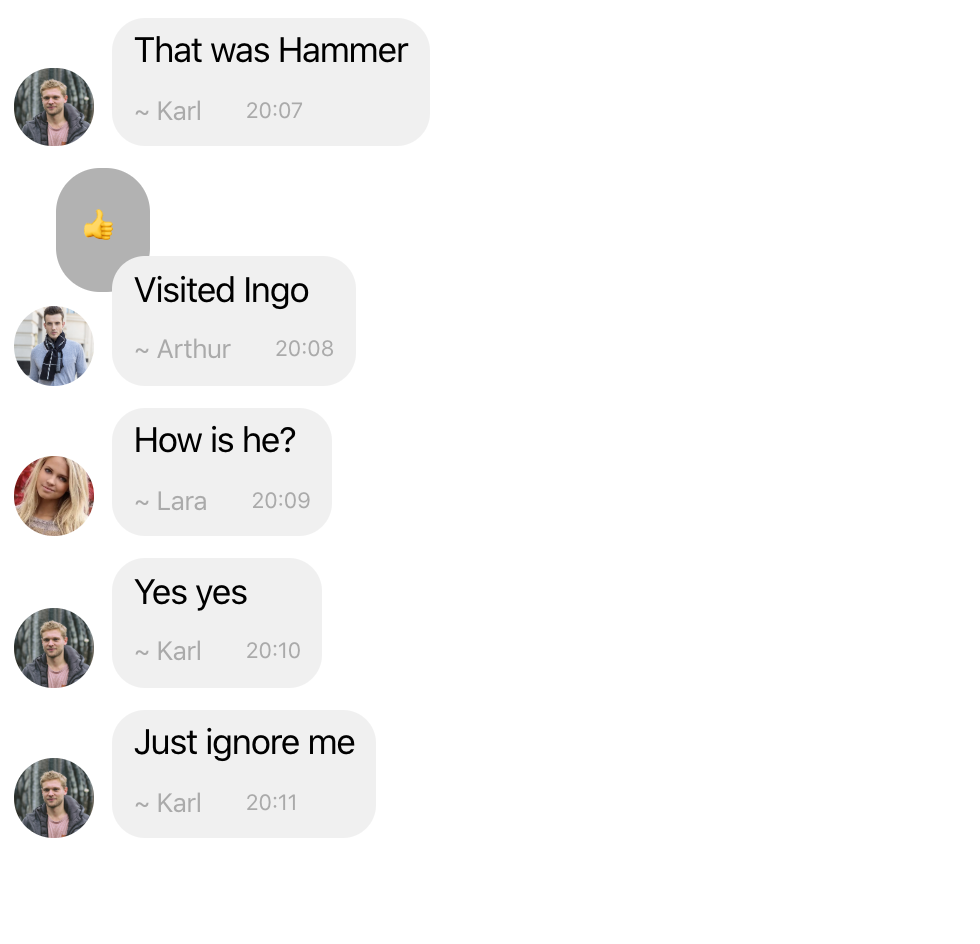 That was Hammer
~ Karl 20:07
👍
Visited Ingo
~ Arthur 20:08
How is he?
~ Lara 20:09
Yes yes
~ Karl 20:10
Just ignore me
~ Karl 20:11